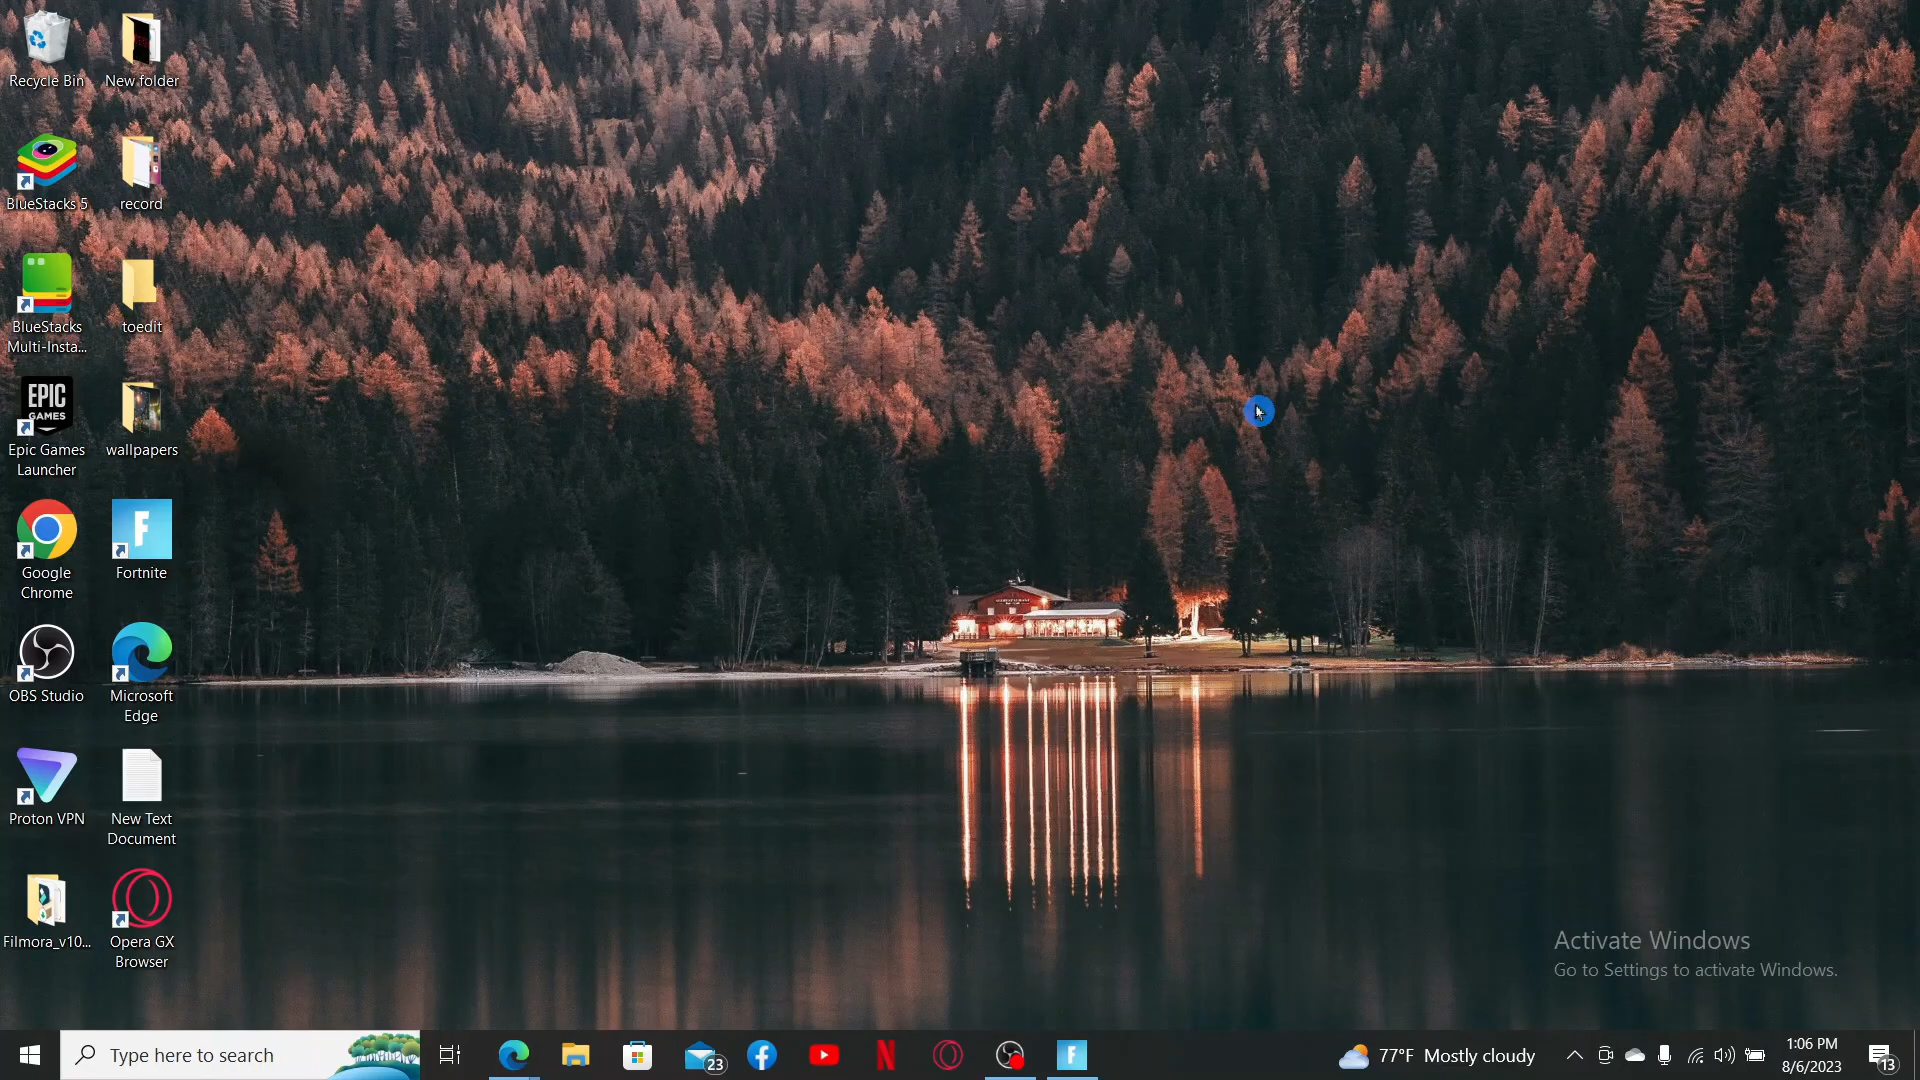 Recycle Bin
New folder
BlueStacks 5
record
BlueStacks
Multi-Insta...
toedit
EPIC
GAMES
Epic Games
Launcher
wallpapers
Google
Chrome
F
Fortnite
OBS Studio
Microsoft
Edge
Proton VPN
New Text
Document
Filmora_v10...
Opera GX
Browser
Activate Windows
Go to Settings to activate Windows.
Type here to search
23
N
F
77°F Mostly cloudy
1:06 PM
8/6/2023
13